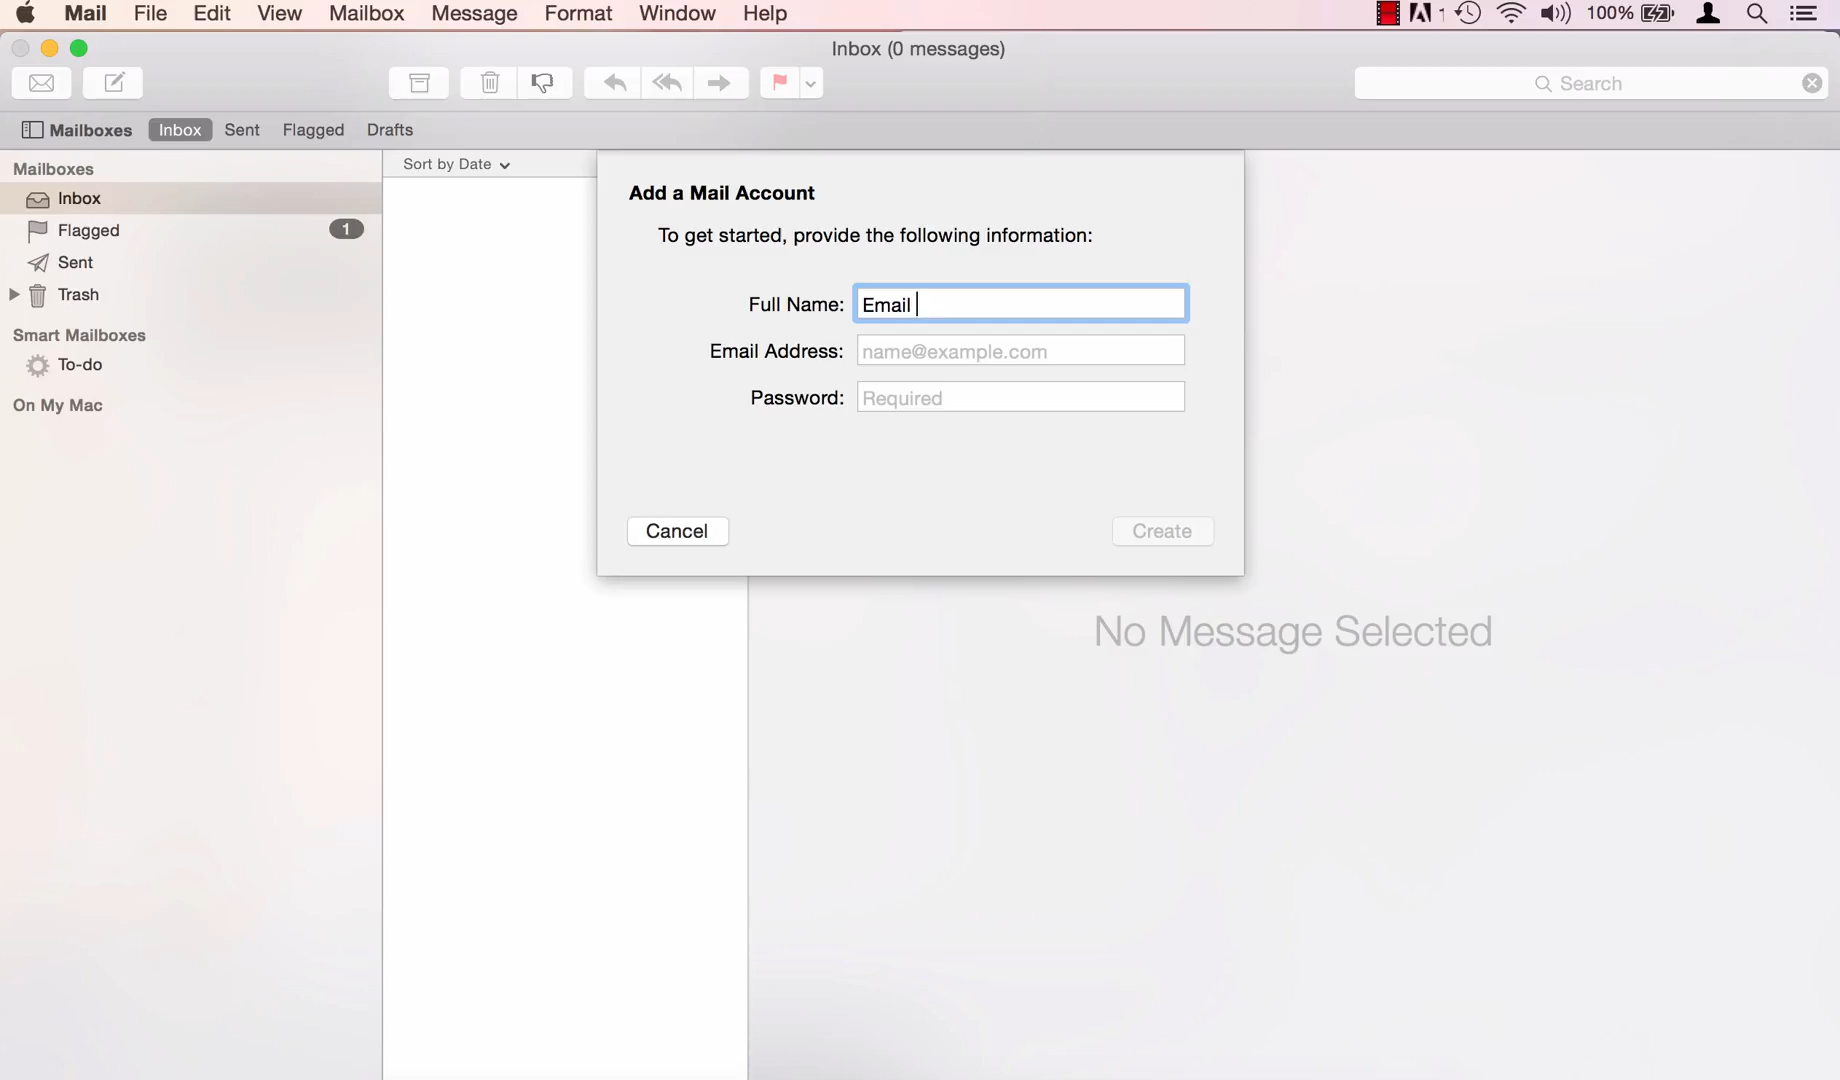 Mail File Edit View Mailbox Message Format Window Help 1 100%
Inbox (0 messages)
Search
Mailboxes Inbox Sent Flagged Drafts
Mailboxes
Inbox
Flagged 1
Sent
Trash
Smart Mailboxes
To-do
On My Mac
Sort by Date
Add a Mail Account
To get started, provide the following information:
Full Name: Email
Email Address: name@example.com
Password: Required
Cancel Create
No Message Selected